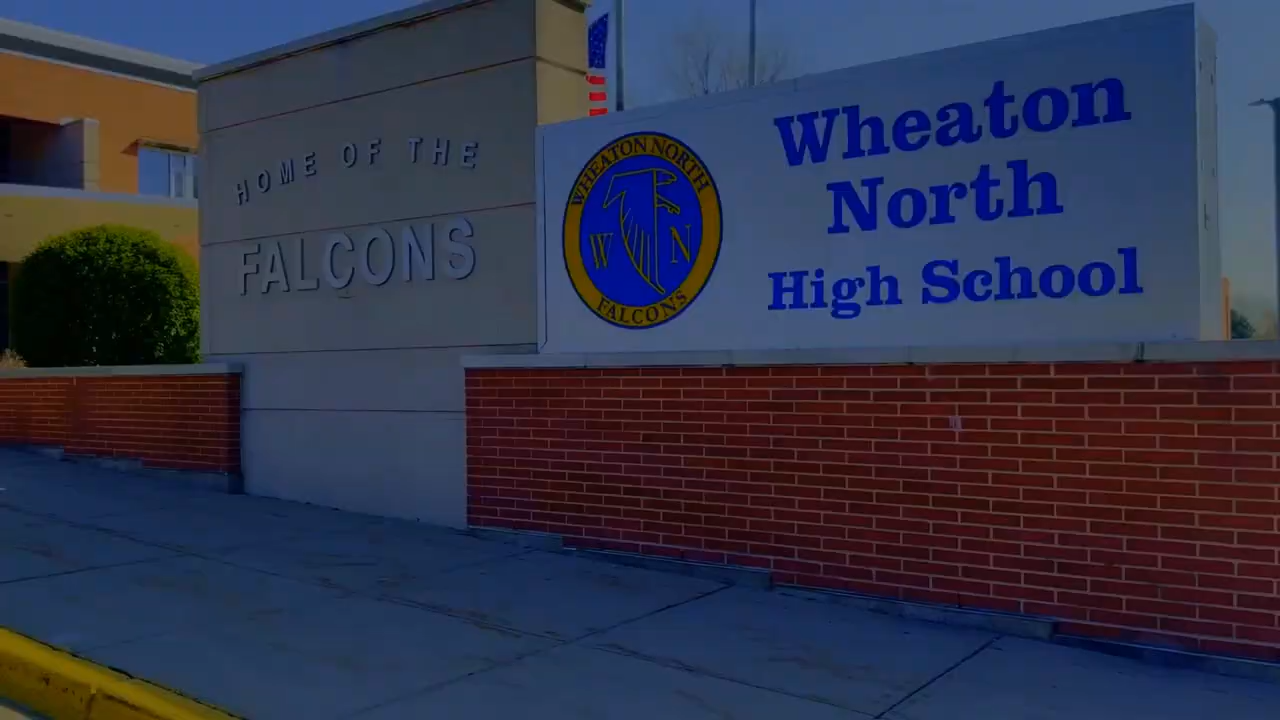 HOME OF THE
FALCONS
WHEATON NORTH
W N
FALCONS
Wheaton
North
High School